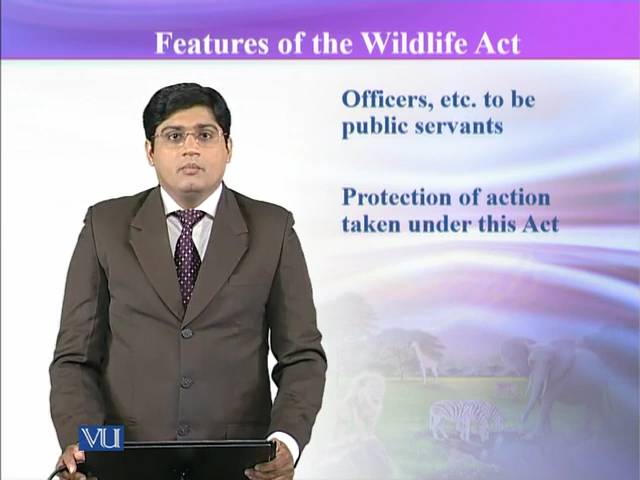 Features of the Wildlife Act
Officers, etc. to be
public servants
Protection of action
taken under this Act
VU